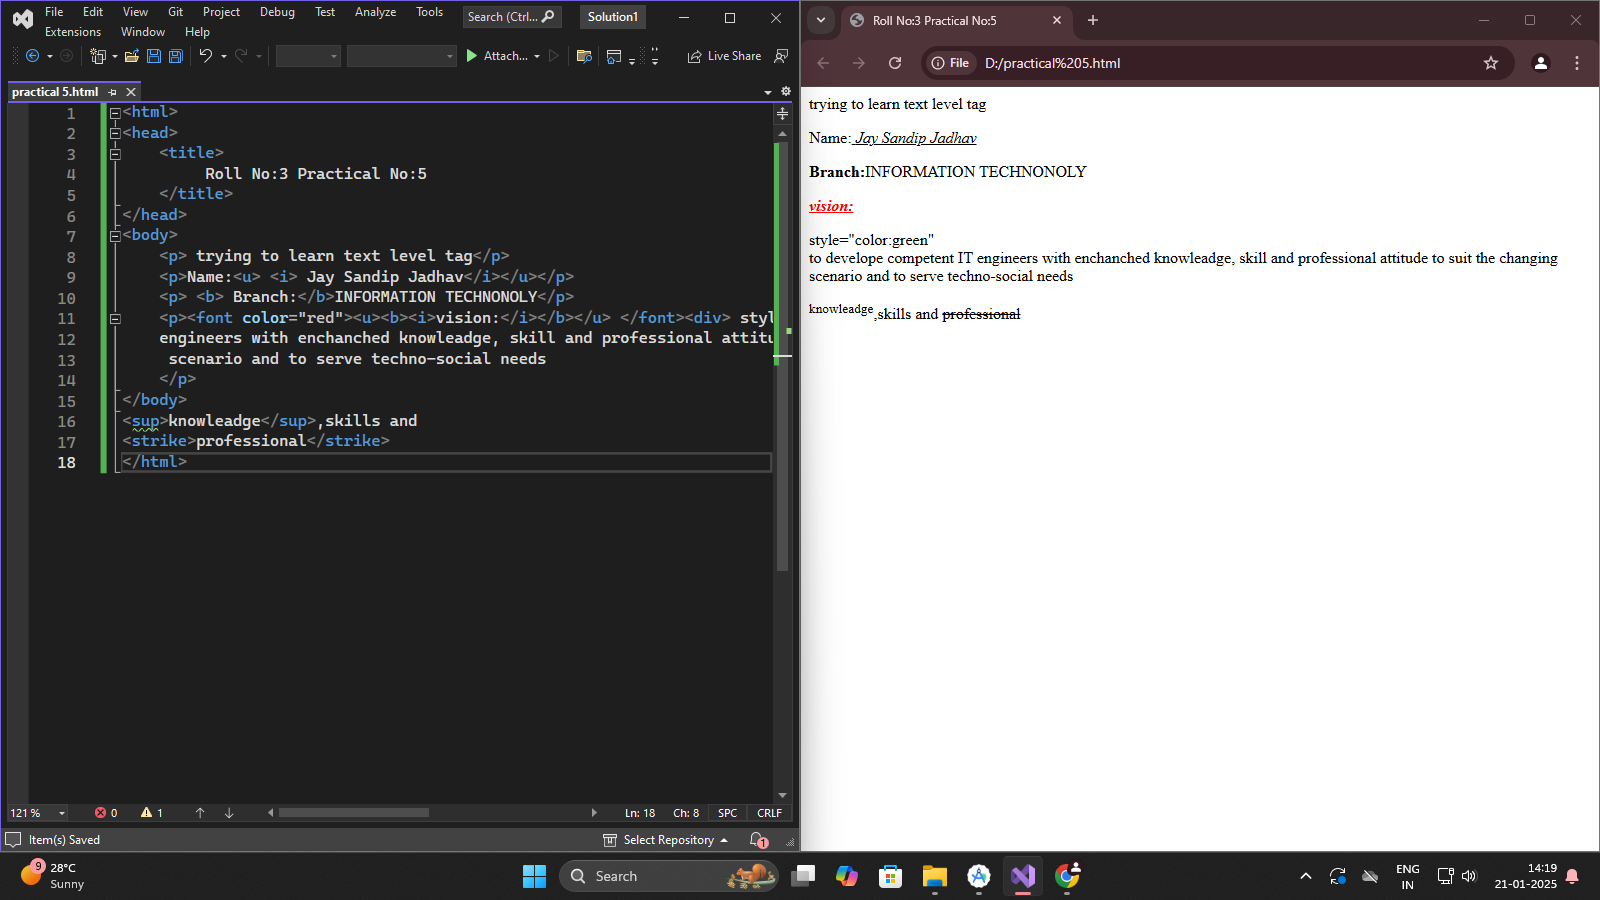 File Edit View Git Project Debug Test Analyze Tools Search (Ctrl... Solution1
Extensions Window Help
Attach... Live Share
practical 5.html
1 <html>
2 <head>
3 <title>
4 Roll No:3 Practical No:5
5 </title>
6 </head>
7 <body>
8 <p> trying to learn text level tag</p>
9 <p>Name:<u> <i> Jay Sandip Jadhav</i></u></p>
10 <p> <b> Branch:</b>INFORMATION TECHNONOLY</p>
11 <p><font color="red"><u><b><i>vision:</i></b></u> </font><div> styl
12 engineers with enchanched knowleadge, skill and professional attitu
13 scenario and to serve techno-social needs
14 </p>
15 </body>
16 <sup>knowleadge</sup>,skills and
17 <strike>professional</strike>
18 </html>
121 % 0 1 Ln: 18 Ch: 8 SPC CRLF
Item(s) Saved Select Repository 1
Roll No:3 Practical No:5
File D:/practical%205.html
trying to learn text level tag
Name: Jay Sandip Jadhav
Branch:INFORMATION TECHNONOLY
vision:
style="color:green"
to develope competent IT engineers with enchanched knowleadge, skill and professional attitude to suit the changing
scenario and to serve techno-social needs
knowleadge,skills and professional
9 28°C
Sunny
Search
ENG
IN
14:19
21-01-2025